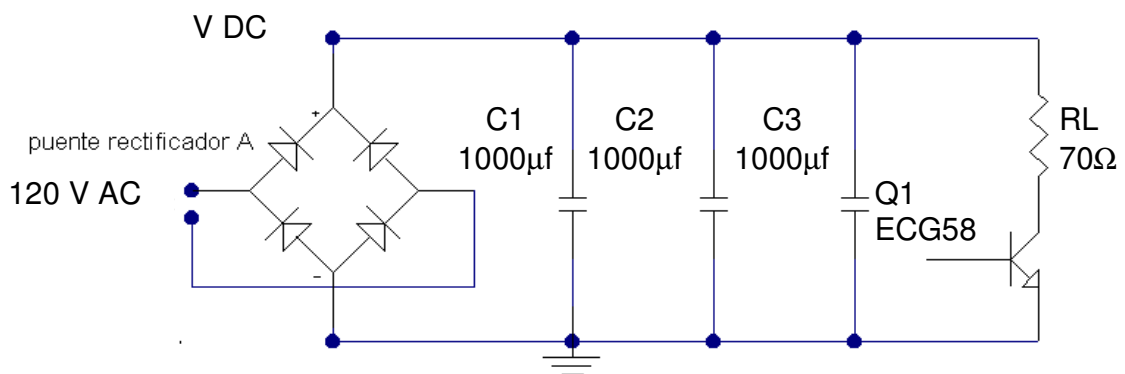 V DC
puente rectificador A
120 V AC
+
-
C1
1000µf
C2
1000µf
C3
1000µf
Q1
ECG58
RL
70Ω